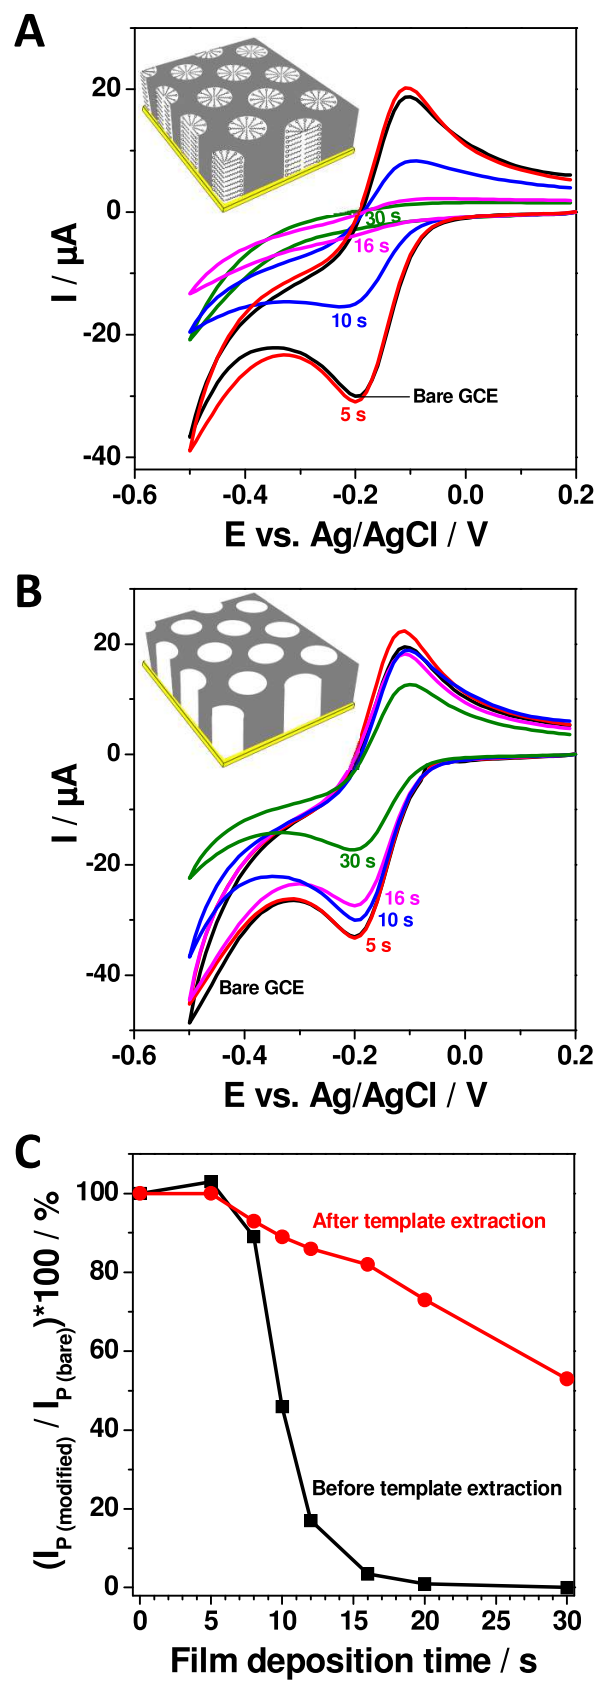 A
20
0
-20
-40
I / µA
30 s
16 s
10 s
Bare GCE
5 s
-0.6 -0.4 -0.2 0.0 0.2
E vs. Ag/AgCl / V
B
20
0
-20
-40
I / µA
30 s
16 s
10 s
5 s
Bare GCE
-0.6 -0.4 -0.2 0.0 0.2
E vs. Ag/AgCl / V
C
100
80
60
40
20
0
(IP (modified) / IP (bare))*100 / %
After template extraction
Before template extraction
0 5 10 15 20 25 30
Film deposition time / s